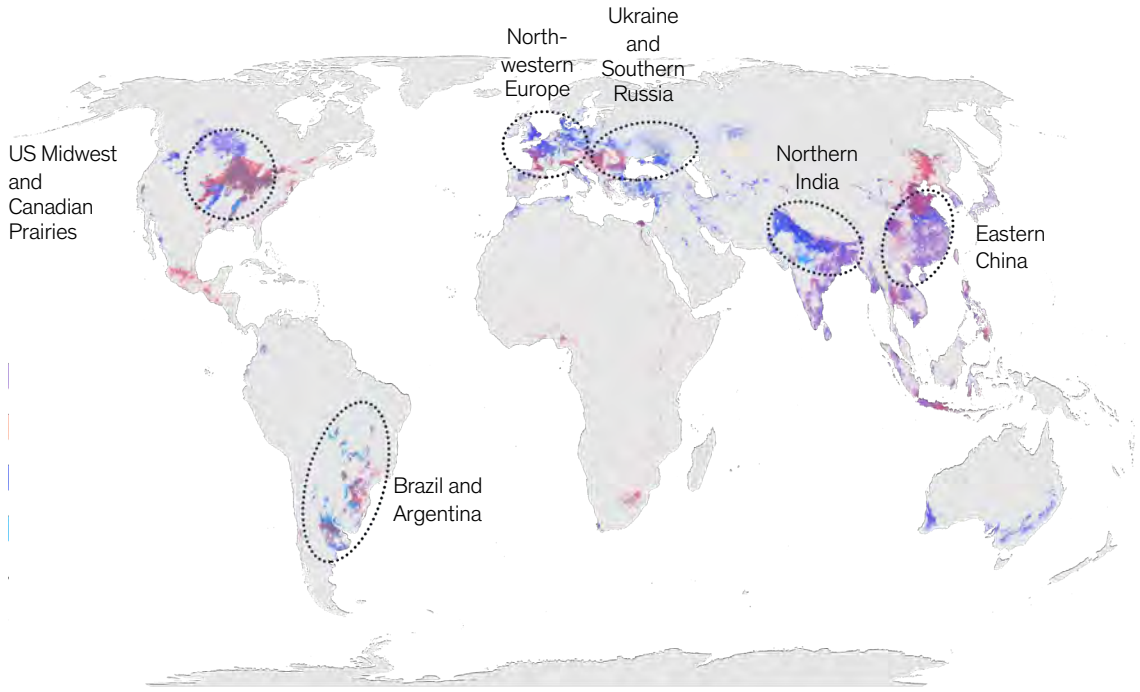 Ukraine
and
Southern
Russia
North-
western
Europe
US Midwest
and
Canadian
Prairies
Northern
India
Eastern
China
Brazil and
Argentina